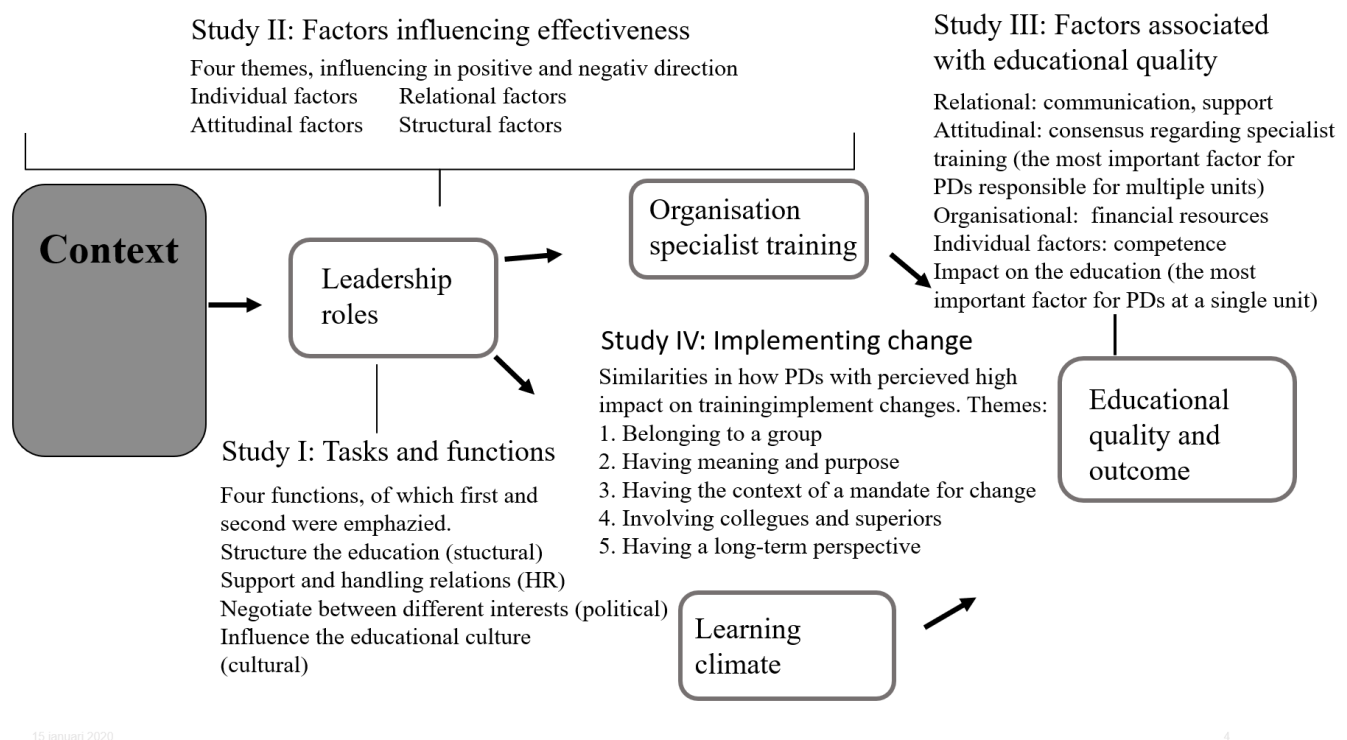 Study II: Factors influencing effectiveness
Four themes, influencing in positive and negativ direction
Individual factors Relational factors
Attitudinal factors Structural factors
Study III: Factors associated
with educational quality
Relational: communication, support
Attitudinal: consensus regarding specialist
training (the most important factor for
PDs responsible for multiple units)
Organisational: financial resources
Individual factors: competence
Impact on the education (the most
important factor for PDs at a single unit)
Context
Leadership
roles
Organisation
specialist training
Study IV: Implementing change
Similarities in how PDs with percieved high
impact on trainingimplement changes. Themes:
1. Belonging to a group
2. Having meaning and purpose
3. Having the context of a mandate for change
4. Involving collegues and superiors
5. Having a long-term perspective
Educational
quality and
outcome
Study I: Tasks and functions
Four functions, of which first and
second were emphazied.
Structure the education (stuctural)
Support and handling relations (HR)
Negotiate between different interests (political)
Influence the educational culture
(cultural)
Learning
climate
15 januari 2020
4